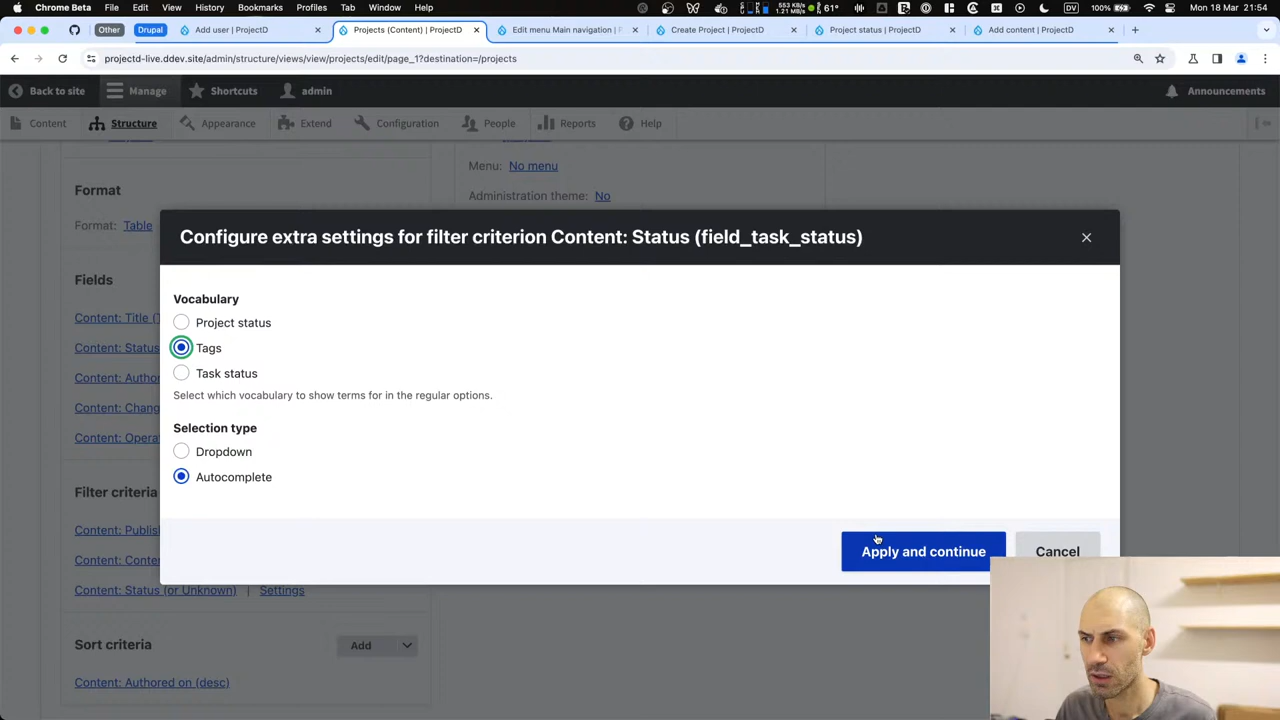 Chrome Beta File Edit View History Bookmarks Profiles Tab Window Help
553 KB/s
61°
DV
100%
Mon 18 Mar 21:54
Other
Drupal
Add user | ProjectD
Projects (Content) | ProjectD
Edit menu Main navigation |
Create Project | ProjectD
Project status | ProjectD
Add content | ProjectD
projectd-live.ddev.site/admin/structure/views/view/projects/edit/page_1?destination=/projects
Back to site Manage Shortcuts admin Announcements
Content Structure Appearance Extend Configuration People Reports Help
Menu: No menu
Format
Administration theme: No
Format: Table
Configure extra settings for filter criterion Content: Status (field_task_status)
Fields
Content: Title (T
Content: Status
Content: Autho
Content: Chang
Content: Opera
Vocabulary
Project status
Tags
Task status
Select which vocabulary to show terms for in the regular options.
Selection type
Dropdown
Autocomplete
Filter criteria
Content: Publis
Content: Conte
Apply and continue
Cancel
Content: Status (or Unknown) | Settings
Sort criteria
Add
Content: Authored on (desc)